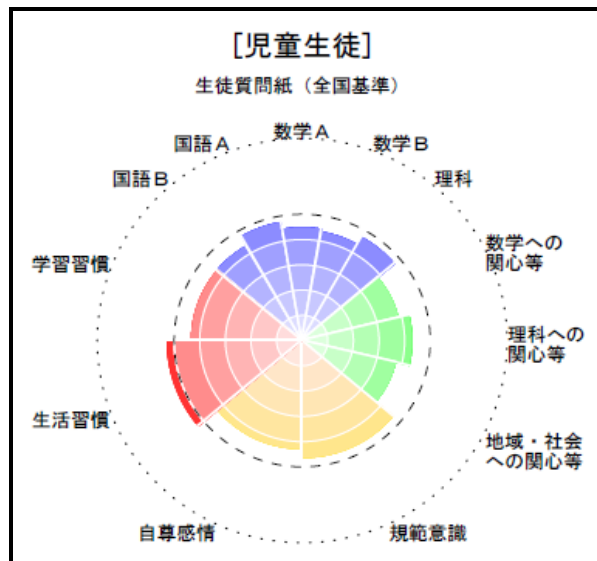 [児童生徒]
生徒質問紙（全国基準）
数学Ａ
国語Ａ
数学Ｂ
国語Ｂ
理科
学習習慣
数学への
関心等
理科への
関心等
生活習慣
地域・社会
への関心等
自尊感情
規範意識